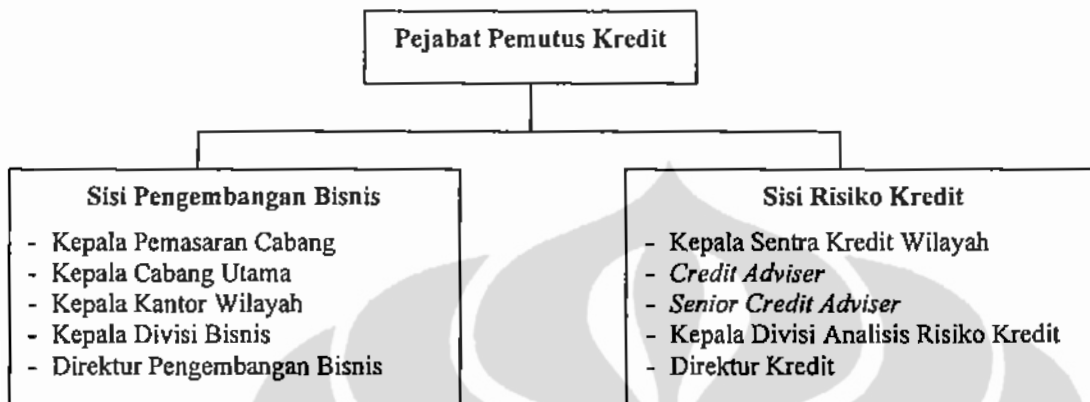 Pejabat Pemutus Kredit
Sisi Pengembangan Bisnis
- Kepala Pemasaran Cabang
- Kepala Cabang Utama
- Kepala Kantor Wilayah
- Kepala Divisi Bisnis
- Direktur Pengembangan Bisnis
Sisi Risiko Kredit
- Kepala Sentra Kredit Wilayah
- Credit Adviser
- Senior Credit Adviser
- Kepala Divisi Analisis Risiko Kredit
- Direktur Kredit